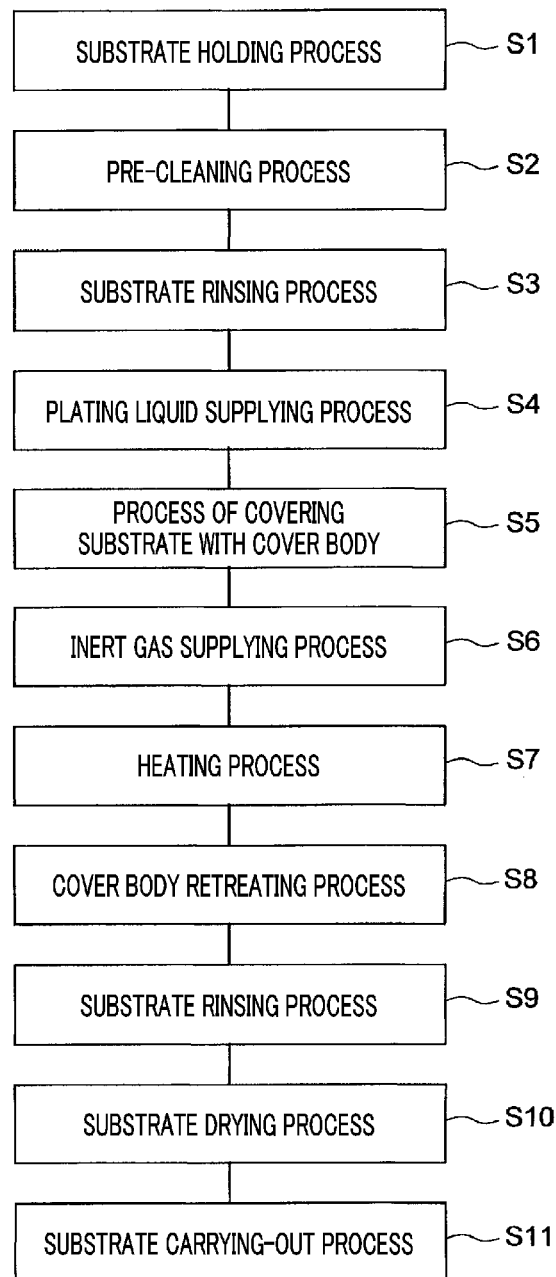 SUBSTRATE HOLDING PROCESS S1
PRE-CLEANING PROCESS S2
SUBSTRATE RINSING PROCESS S3
PLATING LIQUID SUPPLYING PROCESS S4
PROCESS OF COVERING
SUBSTRATE WITH COVER BODY S5
INERT GAS SUPPLYING PROCESS S6
HEATING PROCESS S7
COVER BODY RETREATING PROCESS S8
SUBSTRATE RINSING PROCESS S9
SUBSTRATE DRYING PROCESS S10
SUBSTRATE CARRYING-OUT PROCESS S11